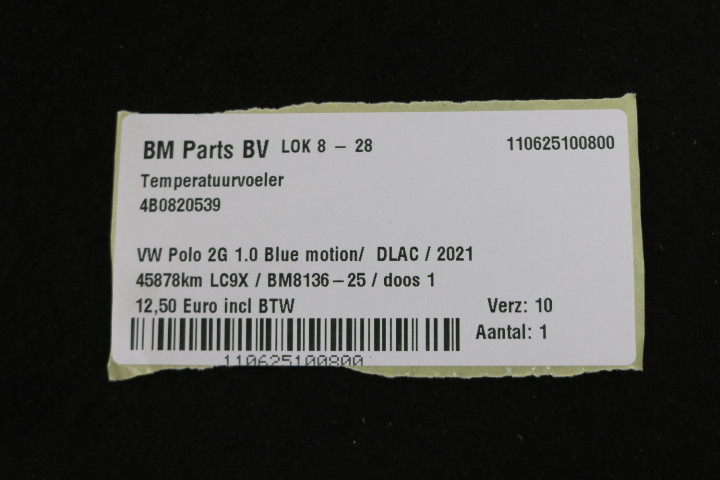 BM Parts BV LOK 8 – 28 110625100800
Temperatuurvoeler
4B0820539
VW Polo 2G 1.0 Blue motion/ DLAC / 2021
45878km LC9X / BM8136–25 / doos 1
12,50 Euro incl BTW Verz: 10
Aantal: 1
110625100800